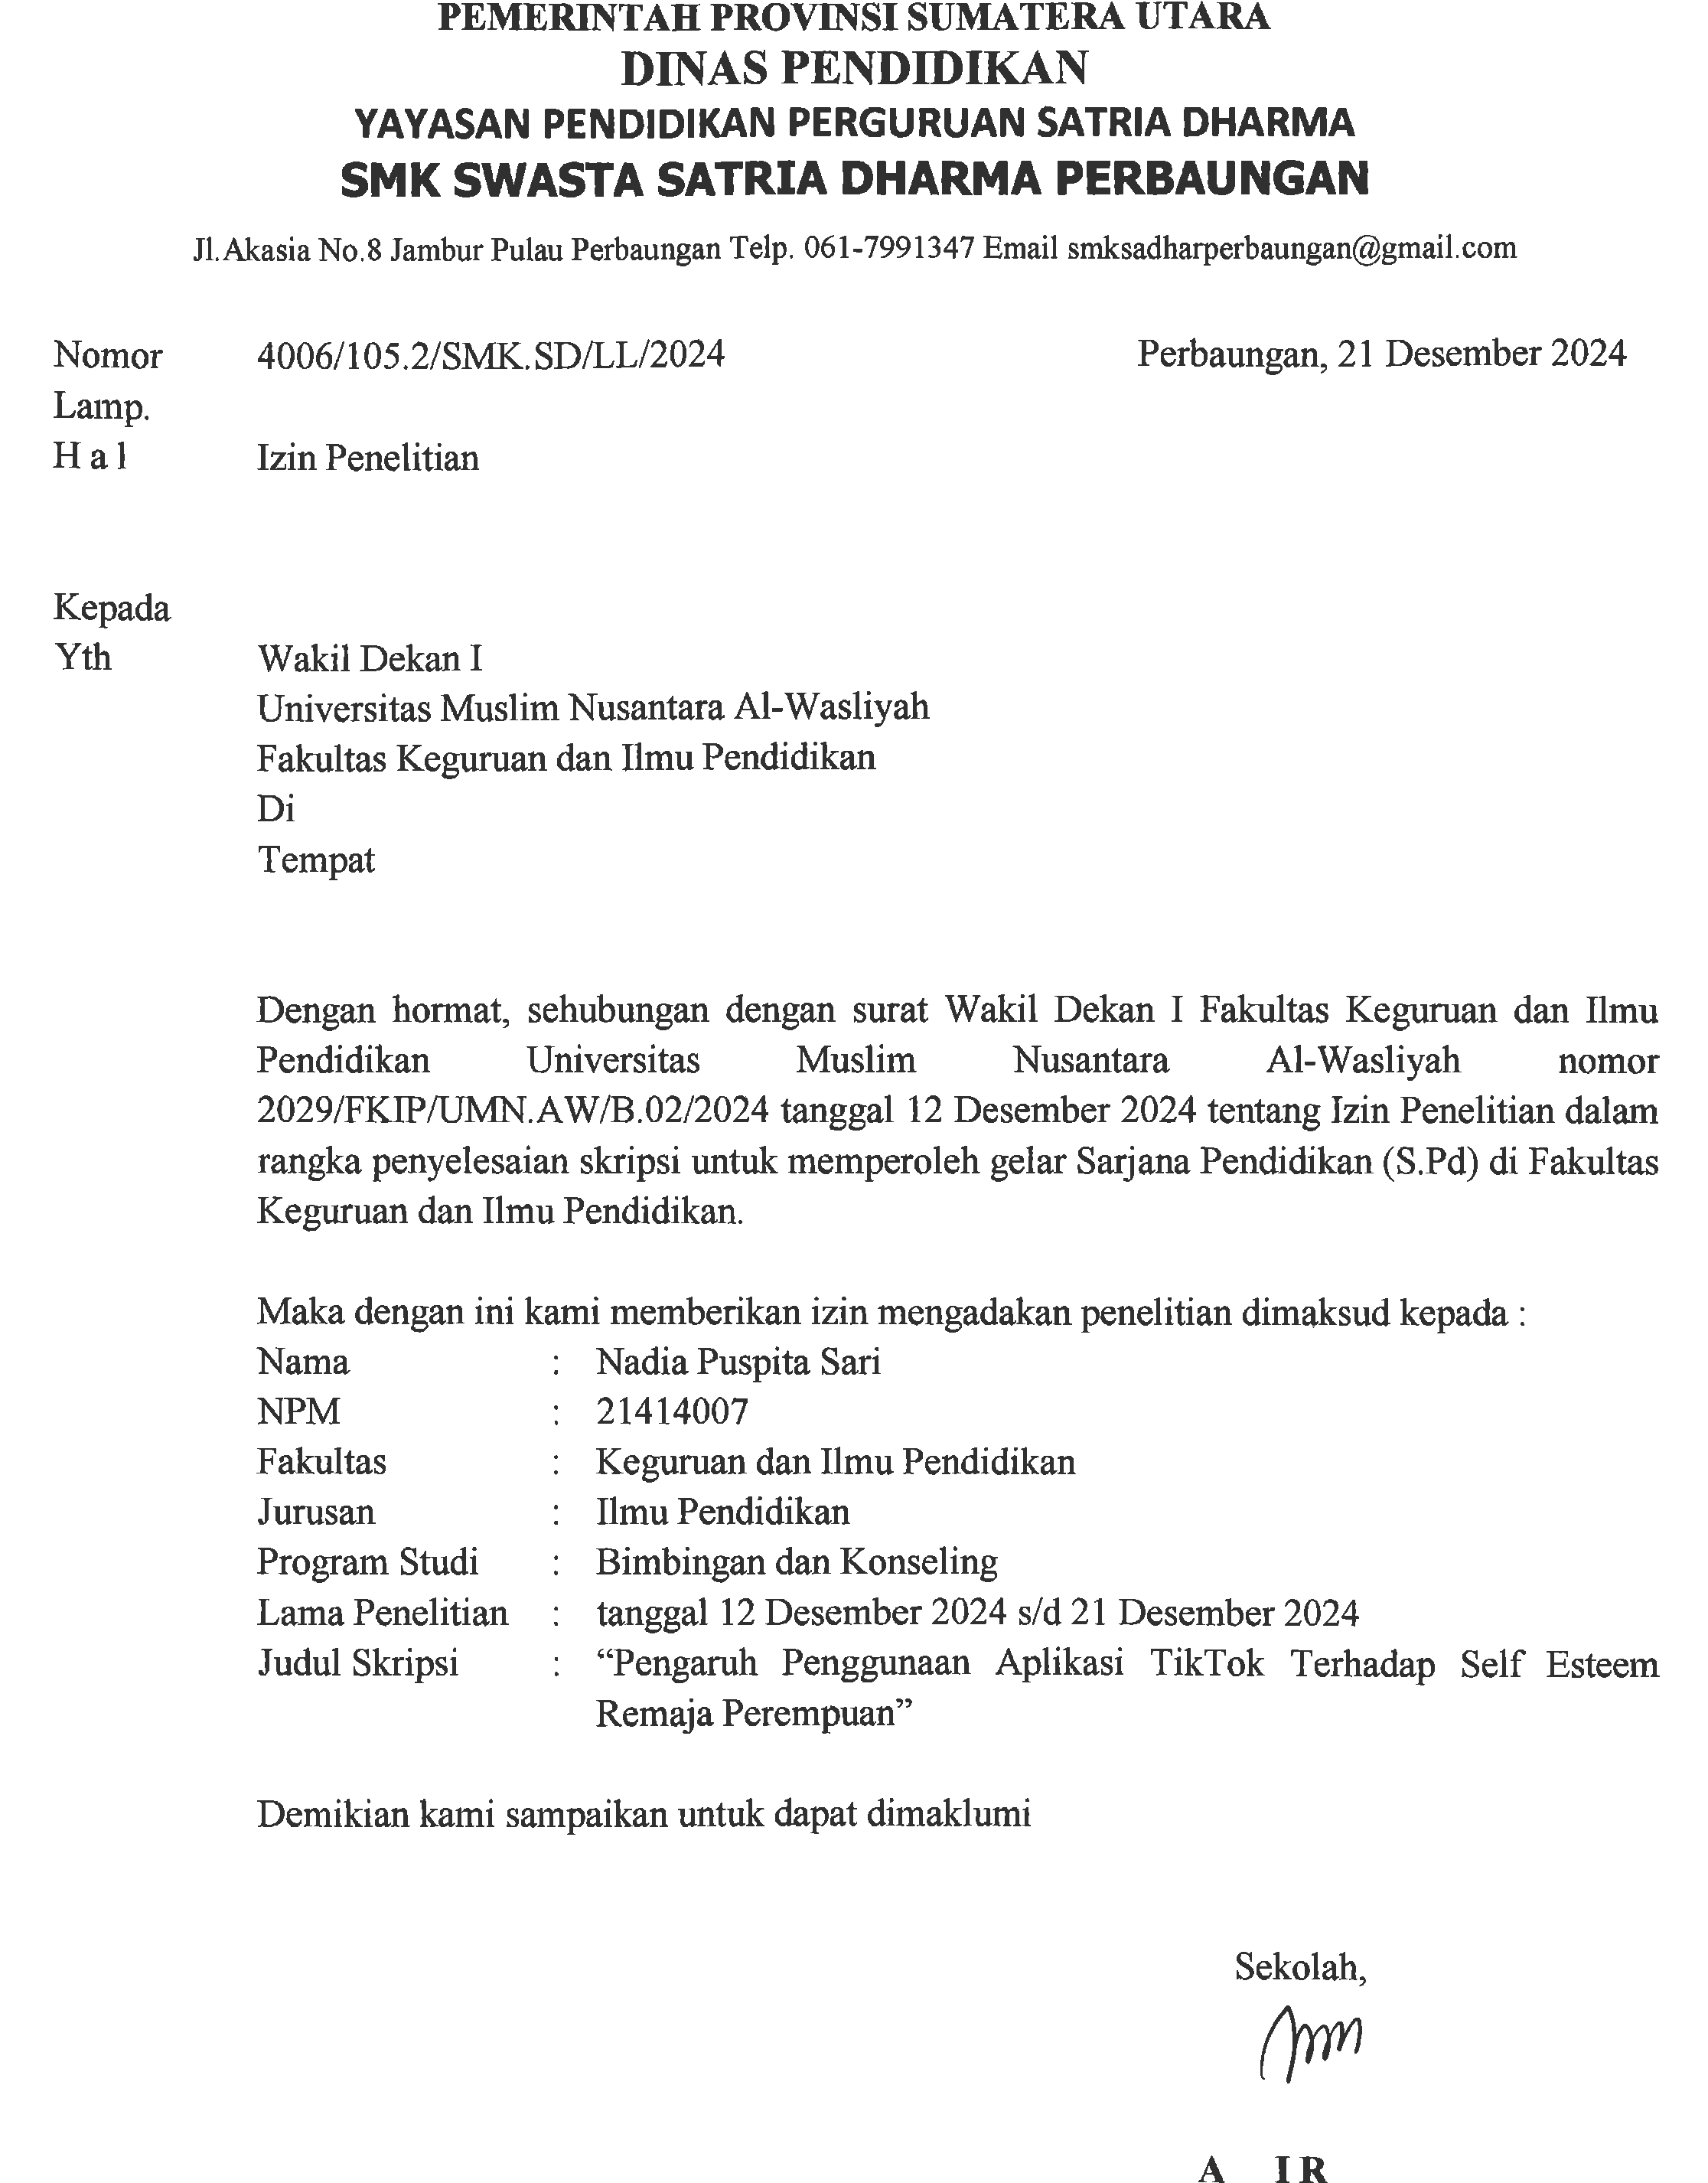 PEMERINTAH PROVINSI SUMATERA UTARA
DINAS PENDIDIKAN
YAYASAN PENDIDIKAN PERGURUAN SATRIA DHARMA
SMK SWASTA SATRIA DHARMA PERBAUNGAN
Jl.Akasia No.8 Jambur Pulau Perbaungan Telp. 061-7991347 Email smksadharperbaungan@gmail.com
Nomor 4006/105.2/SMK.SD/LL/2024 Perbaungan, 21 Desember 2024
Lamp.
H a l Izin Penelitian
Kepada
Yth Wakil Dekan I
Universitas Muslim Nusantara Al-Wasliyah
Fakultas Keguruan dan Ilmu Pendidikan
Di
Tempat
Dengan hormat, sehubungan dengan surat Wakil Dekan I Fakultas Keguruan dan Ilmu
Pendidikan Universitas Muslim Nusantara Al-Wasliyah nomor
2029/FKIP/UMN.AW/B.02/2024 tanggal 12 Desember 2024 tentang Izin Penelitian dalam
rangka penyelesaian skripsi untuk memperoleh gelar Sarjana Pendidikan (S.Pd) di Fakultas
Keguruan dan Ilmu Pendidikan.
Maka dengan ini kami memberikan izin mengadakan penelitian dimaksud kepada :
Nama : Nadia Puspita Sari
NPM : 21414007
Fakultas : Keguruan dan Ilmu Pendidikan
Jurusan : Ilmu Pendidikan
Program Studi : Bimbingan dan Konseling
Lama Penelitian : tanggal 12 Desember 2024 s/d 21 Desember 2024
Judul Skripsi : “Pengaruh Penggunaan Aplikasi TikTok Terhadap Self Esteem
Remaja Perempuan”
Demikian kami sampaikan untuk dapat dimaklumi
Sekolah,